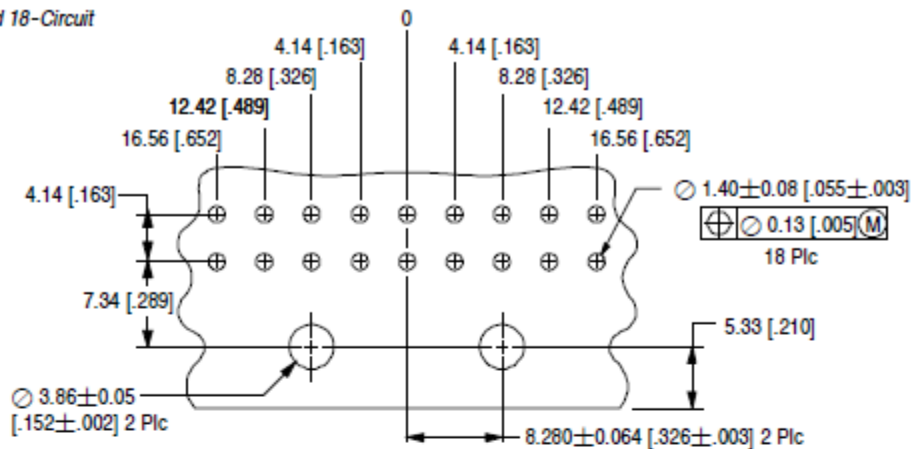 18-Circuit
0
4.14 [.163]
4.14 [.163]
8.28 [.326]
8.28 [.326]
12.42 [.489]
12.42 [.489]
16.56 [.652]
16.56 [.652]
4.14 [.163]
∅ 1.40±0.08 [.055±.003]
⌖ ∅ 0.13 [.005] Ⓜ
18 Plc
7.34 [.289]
5.33 [.210]
∅ 3.86±0.05
[.152±.002] 2 Plc
8.280±0.064 [.326±.003] 2 Plc